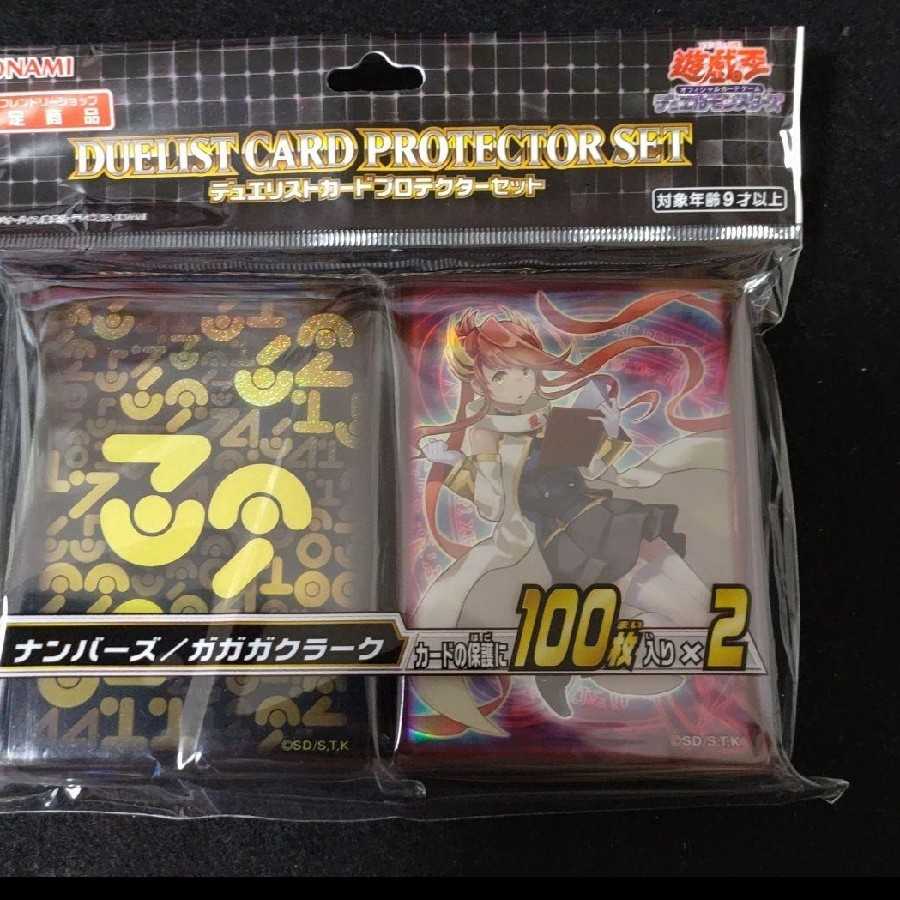 ONAMI
フレンドリーショップ
定商品
遊戯王
オフィシャルカードゲーム
デュエルモンスターズ
DUELIST CARD PROTECTOR SET
デュエリストカードプロテクターセット
対象年齢9才以上
39
ナンバーズ/ガガガクラーク
カードの保護に100枚入り×2
©SD/S,T,K
©SD/S,T,K